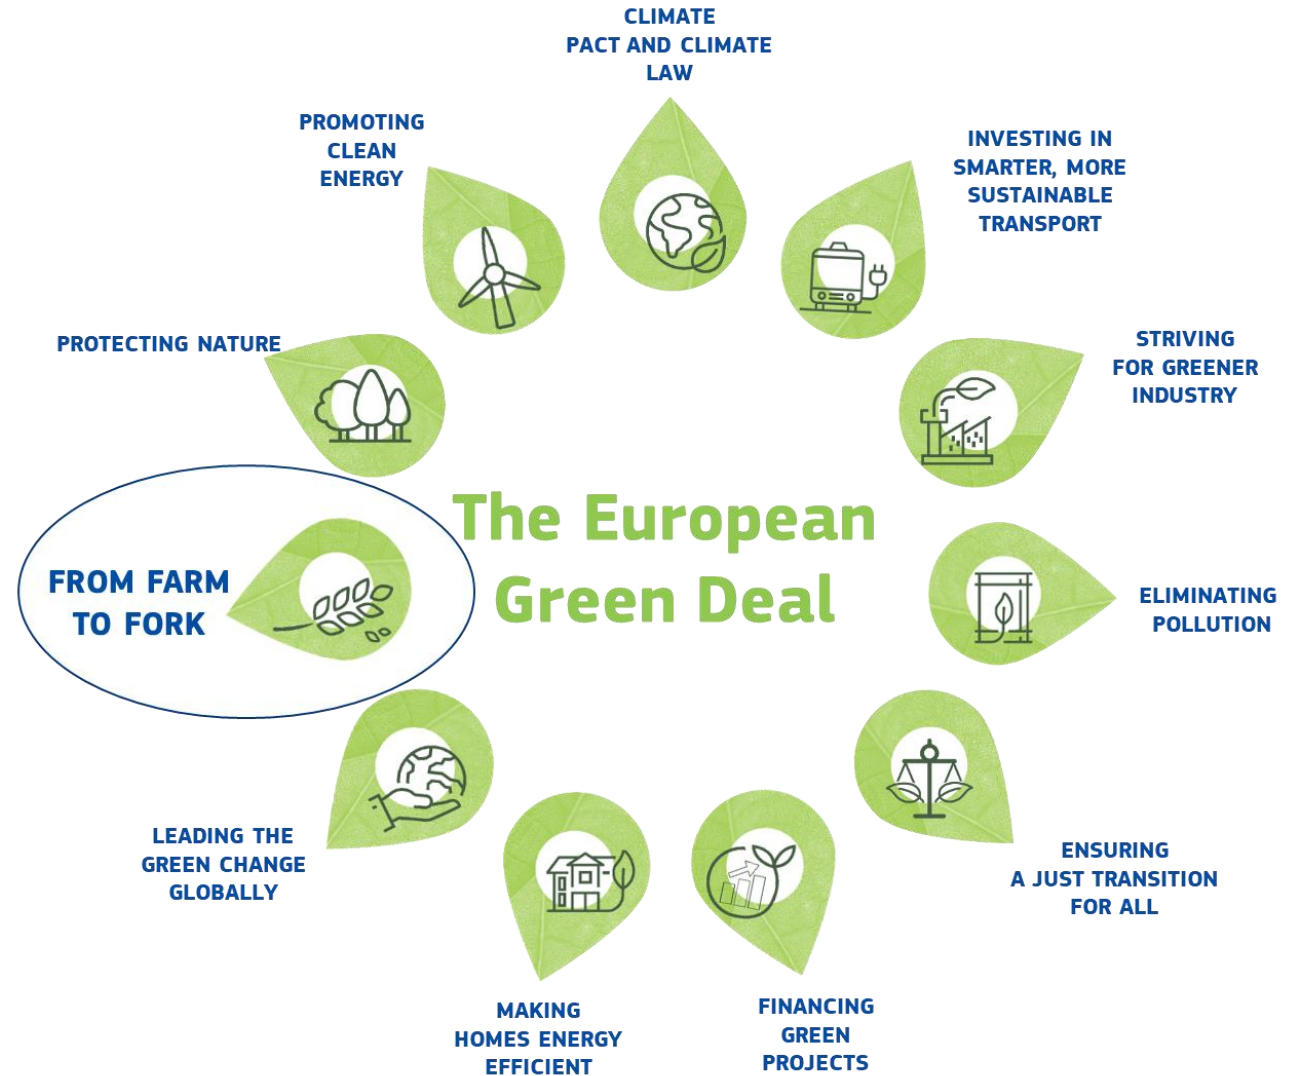 CLIMATE
PACT AND CLIMATE
LAW
PROMOTING
CLEAN
ENERGY
INVESTING IN
SMARTER, MORE
SUSTAINABLE
TRANSPORT
PROTECTING NATURE
STRIVING
FOR GREENER
INDUSTRY
The European
Green Deal
FROM FARM
TO FORK
ELIMINATING
POLLUTION
LEADING THE
GREEN CHANGE
GLOBALLY
ENSURING
A JUST TRANSITION
FOR ALL
MAKING
HOMES ENERGY
EFFICIENT
FINANCING
GREEN
PROJECTS